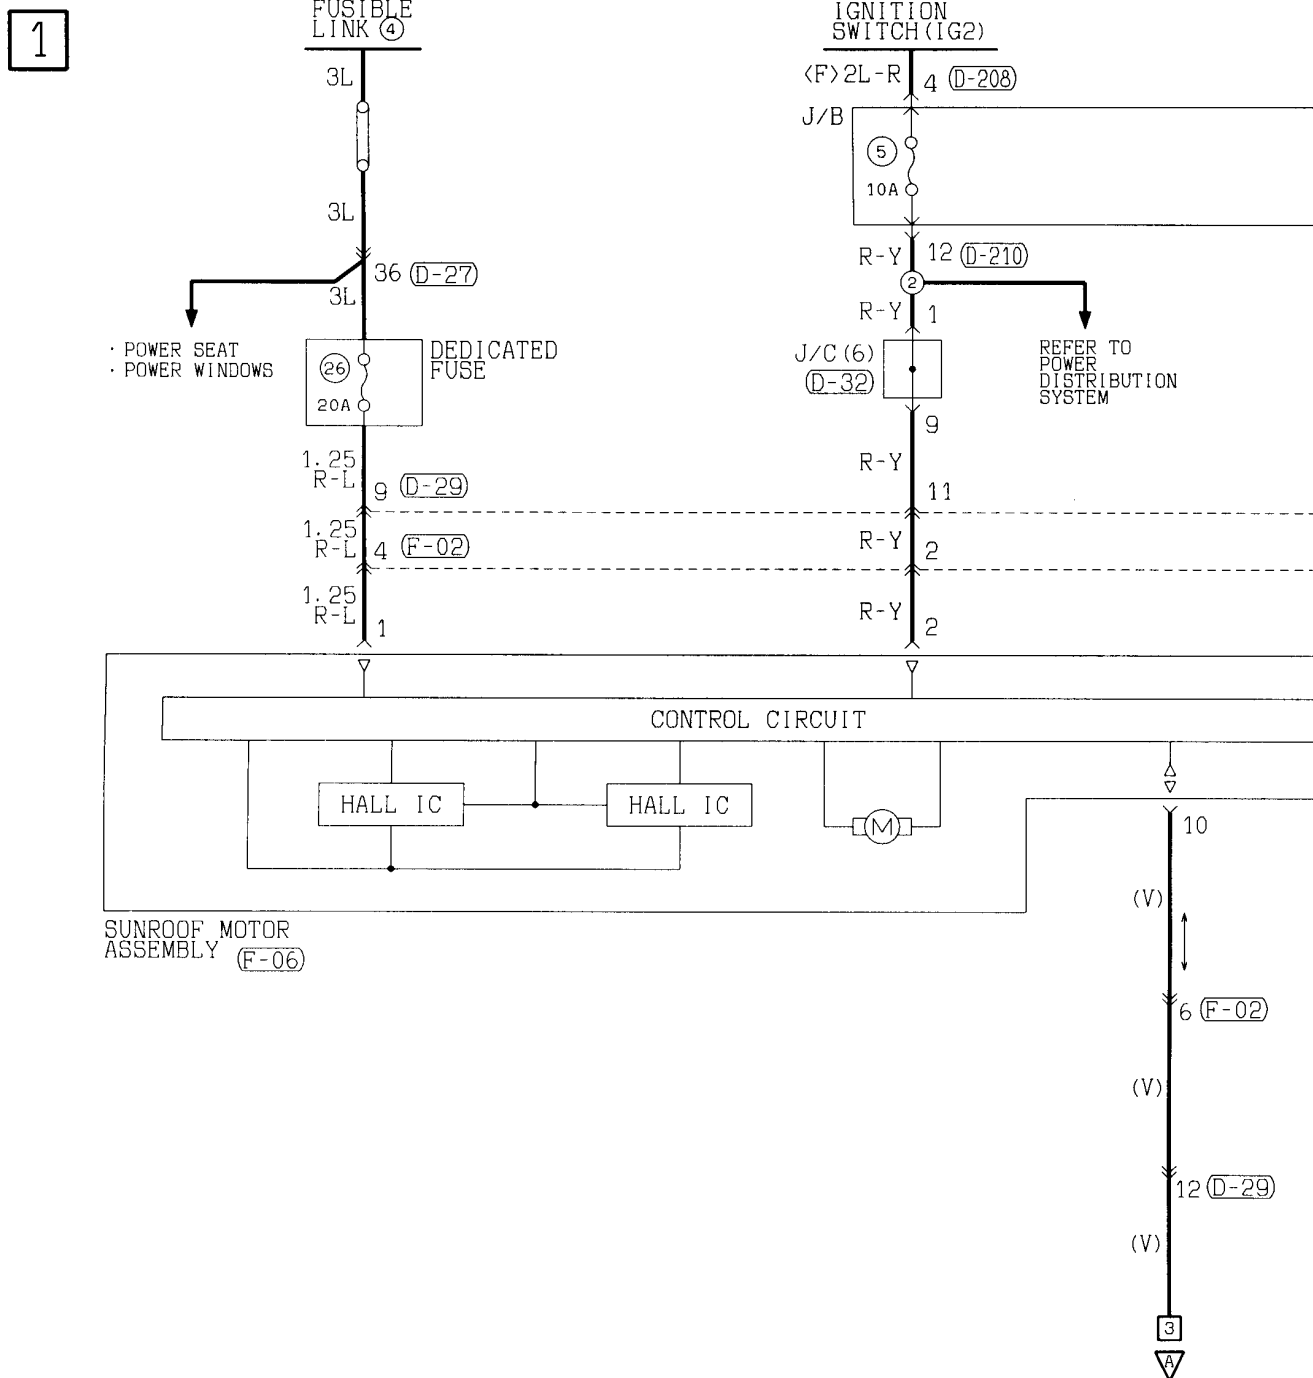 1
FUSIBLE
LINK ④
IGNITION
SWITCH(IG2)
3L
<F>2L-R
4 D-208
J/B
5
10A
3L
36 D-27
3L
R-Y
12 D-210
2
R-Y
1
· POWER SEAT
· POWER WINDOWS
26
20A
DEDICATED
FUSE
J/C(6)
D-32
REFER TO
POWER
DISTRIBUTION
SYSTEM
9
1.25
R-L
9 D-29
R-Y
11
1.25
R-L
4 F-02
R-Y
2
1.25
R-L
1
R-Y
2
CONTROL CIRCUIT
HALL IC
HALL IC
M
10
(V)
SUNROOF MOTOR
ASSEMBLY F-06
6 F-02
(V)
12 D-29
(V)
3
A